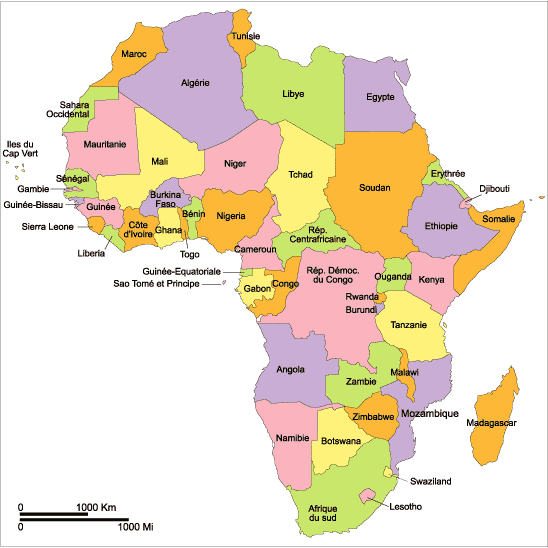 Tunisie
Maroc
Algérie
Libye
Egypte
Sahara
Occidental
Mauritanie
Iles du
Cap Vert
Mali
Niger
Tchad
Soudan
Erythrée
Djibouti
Sénégal
Gambie
Guinée-Bissau
Guinée
Burkina
Faso
Bénin
Nigeria
Sierra Leone
Côte
d'ivoire
Ghana
Togo
Liberia
Cameroun
Rép.
Centrafricaine
Ethiopie
Somalie
Guinée-Equatoriale
Sao Tomé et Principe
Gabon
Congo
Rép. Démoc.
du Congo
Ouganda
Kenya
Rwanda
Burundi
Tanzanie
Angola
Zambie
Malawi
Mozambique
Zimbabwe
Madagascar
Namibie
Botswana
Swaziland
Lesotho
Afrique
du sud
0 1000 Km
0 1000 Mi